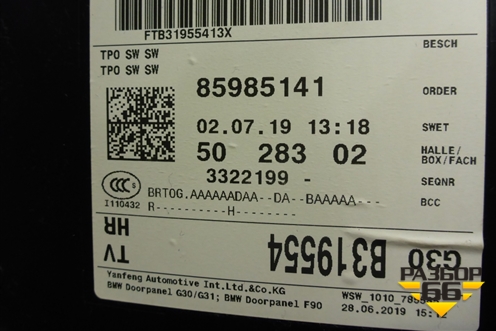 FTB31955413X
TPO SW SW
TPO SW SW
BESCH
85985141
ORDER
02.07.19 13:18
SWET
50 283 02
HALLE/
BOX/FACH
3322199 -
SEQNR
CCC
I110432
BRTOG.AAAAAADAA--DA--BAAAAA---
R---------H-------
BCC
TV
HR
B319554
G30
Yanfeng Automotive Int.Ltd.&Co.KG
BMW Doorpanel G30/G31; BMW Doorpanel F90
WSW_1010_
28.06.2019
РАЗБОР
66